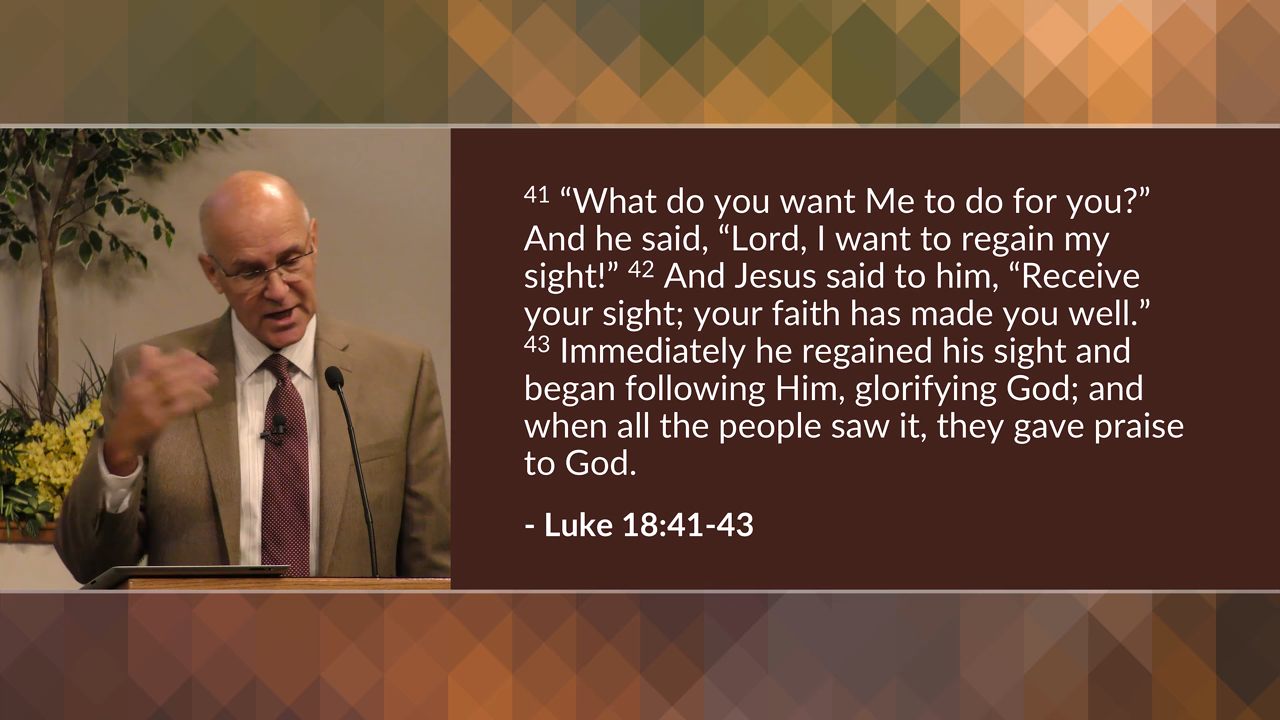 41 “What do you want Me to do for you?”
And he said, “Lord, I want to regain my
sight!” 42 And Jesus said to him, “Receive
your sight; your faith has made you well.”
43 Immediately he regained his sight and
began following Him, glorifying God; and
when all the people saw it, they gave praise
to God.
- Luke 18:41-43